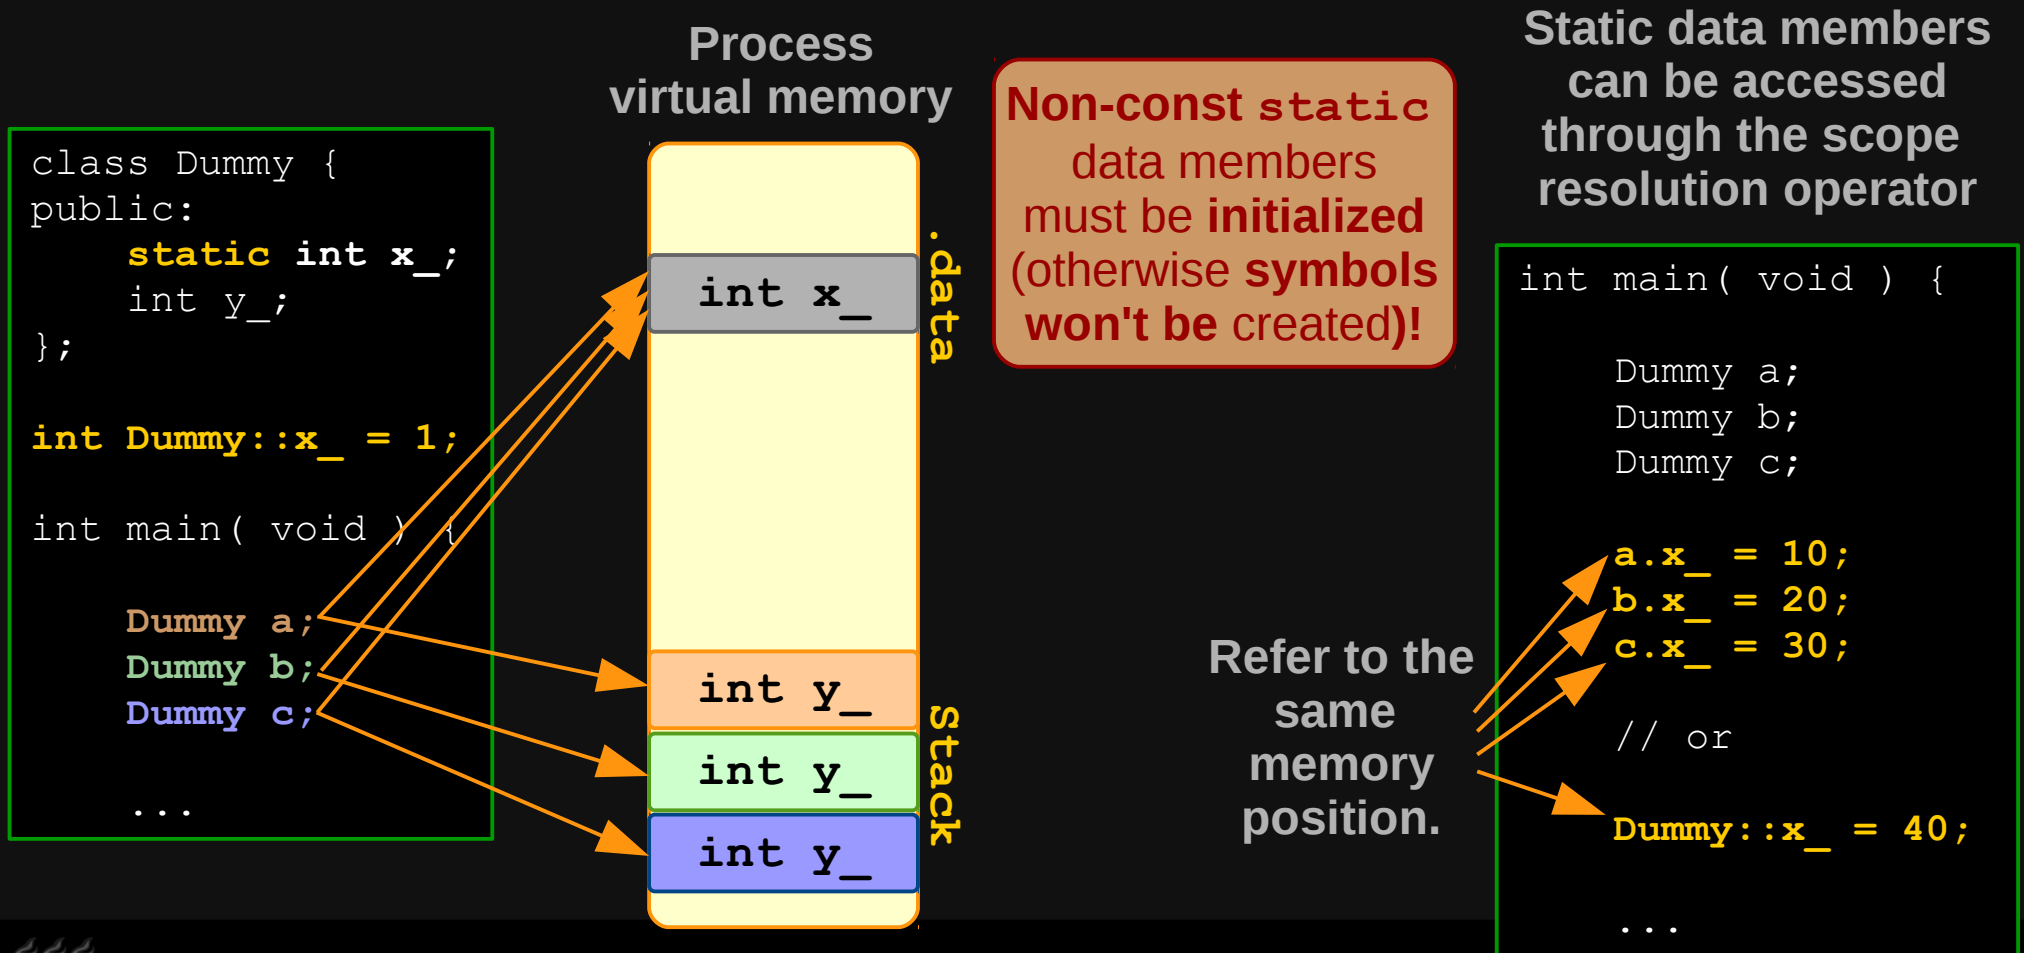 Process
virtual memory
class Dummy {
public:
static int x_;
int y_;
};
int Dummy::x_ = 1;
int main( void ) {
Dummy a;
Dummy b;
Dummy c;
...
int x_
int y_
int y_
int y_
.data
Stack
Non-const static
data members
must be initialized
(otherwise symbols
won't be created)!
Static data members
can be accessed
through the scope
resolution operator
Refer to the
same
memory
position.
int main( void ) {
Dummy a;
Dummy b;
Dummy c;
a.x_ = 10;
b.x_ = 20;
c.x_ = 30;
// or
Dummy::x_ = 40;
...